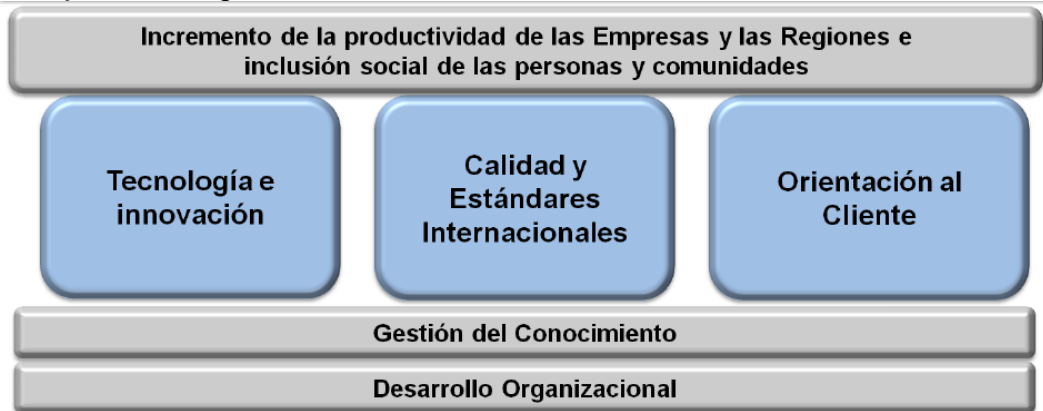 Incremento de la productividad de las Empresas y las Regiones e
inclusión social de las personas y comunidades
Tecnología e
innovación
Calidad y
Estándares
Internacionales
Orientación al
Cliente
Gestión del Conocimiento
Desarrollo Organizacional